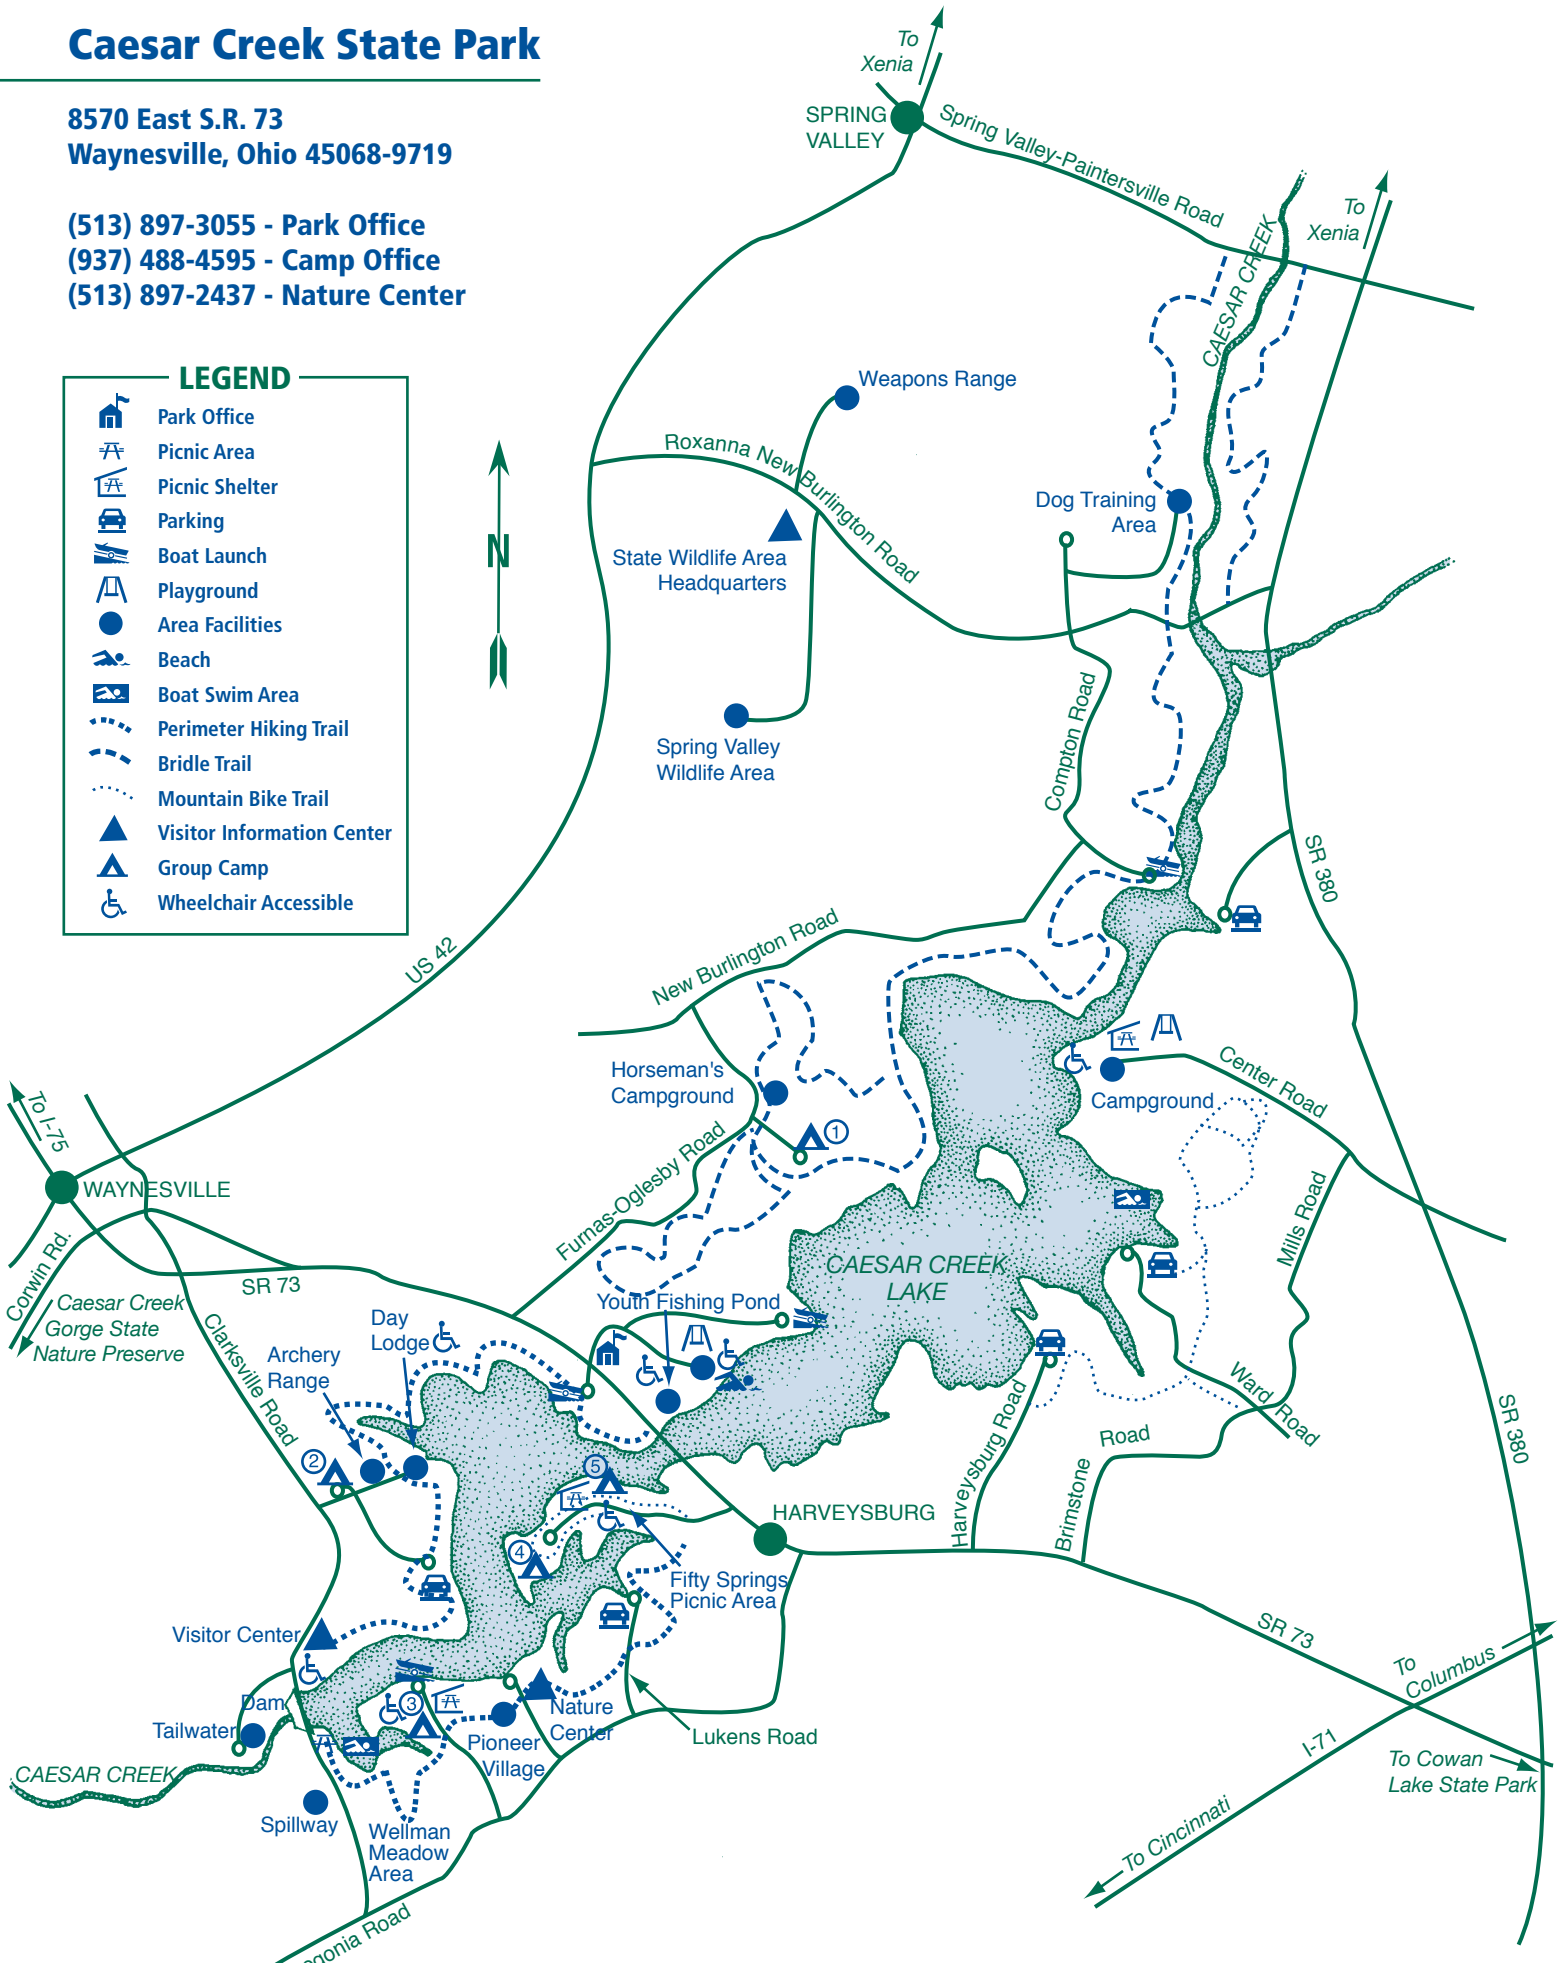 Caesar Creek State Park
8570 East S.R. 73
Waynesville, Ohio 45068-9719
(513) 897-3055 - Park Office
(937) 488-4595 - Camp Office
(513) 897-2437 - Nature Center
LEGEND
Park Office
Picnic Area
Picnic Shelter
Parking
Boat Launch
Playground
Area Facilities
Beach
Boat Swim Area
Perimeter Hiking Trail
Bridle Trail
Mountain Bike Trail
Visitor Information Center
Group Camp
Wheelchair Accessible
N
To
Xenia
SPRING
VALLEY
Spring Valley-Paintersville Road
CAESAR CREEK
To
Xenia
Weapons Range
Roxanna New Burlington Road
State Wildlife Area
Headquarters
Dog Training
Area
Spring Valley
Wildlife Area
Compton Road
SR 380
US 42
New Burlington Road
Horseman's
Campground
1
Furnas-Oglesby Road
Campground
Center Road
Mills Road
To I-75
WAYNESVILLE
Corwin Rd.
Caesar Creek
Gorge State
Nature Preserve
SR 73
Clarksville Road
CAESAR CREEK
LAKE
Youth Fishing Pond
Day
Lodge
Archery
Range
2
5
4
Ward Road
Harveysburg Road
Brimstone
Road
SR 380
HARVEYSBURG
Fifty Springs
Picnic Area
Visitor Center
Dam
Tailwater
3
Nature
Center
Pioneer
Village
Lukens Road
CAESAR CREEK
Spillway
Wellman
Meadow
Area
SR 73
To
Columbus
I-71
To Cowan
Lake State Park
To Cincinnati
egonia Road